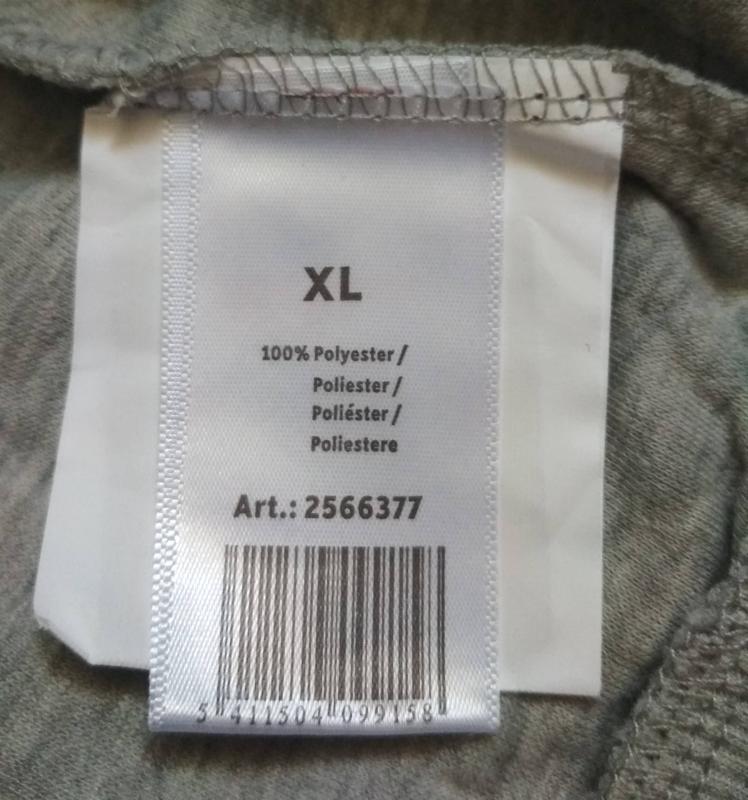 XL
100% Polyester /
Poliester /
Poliéster /
Poliestere
Art.: 2566377
5 411504 099158